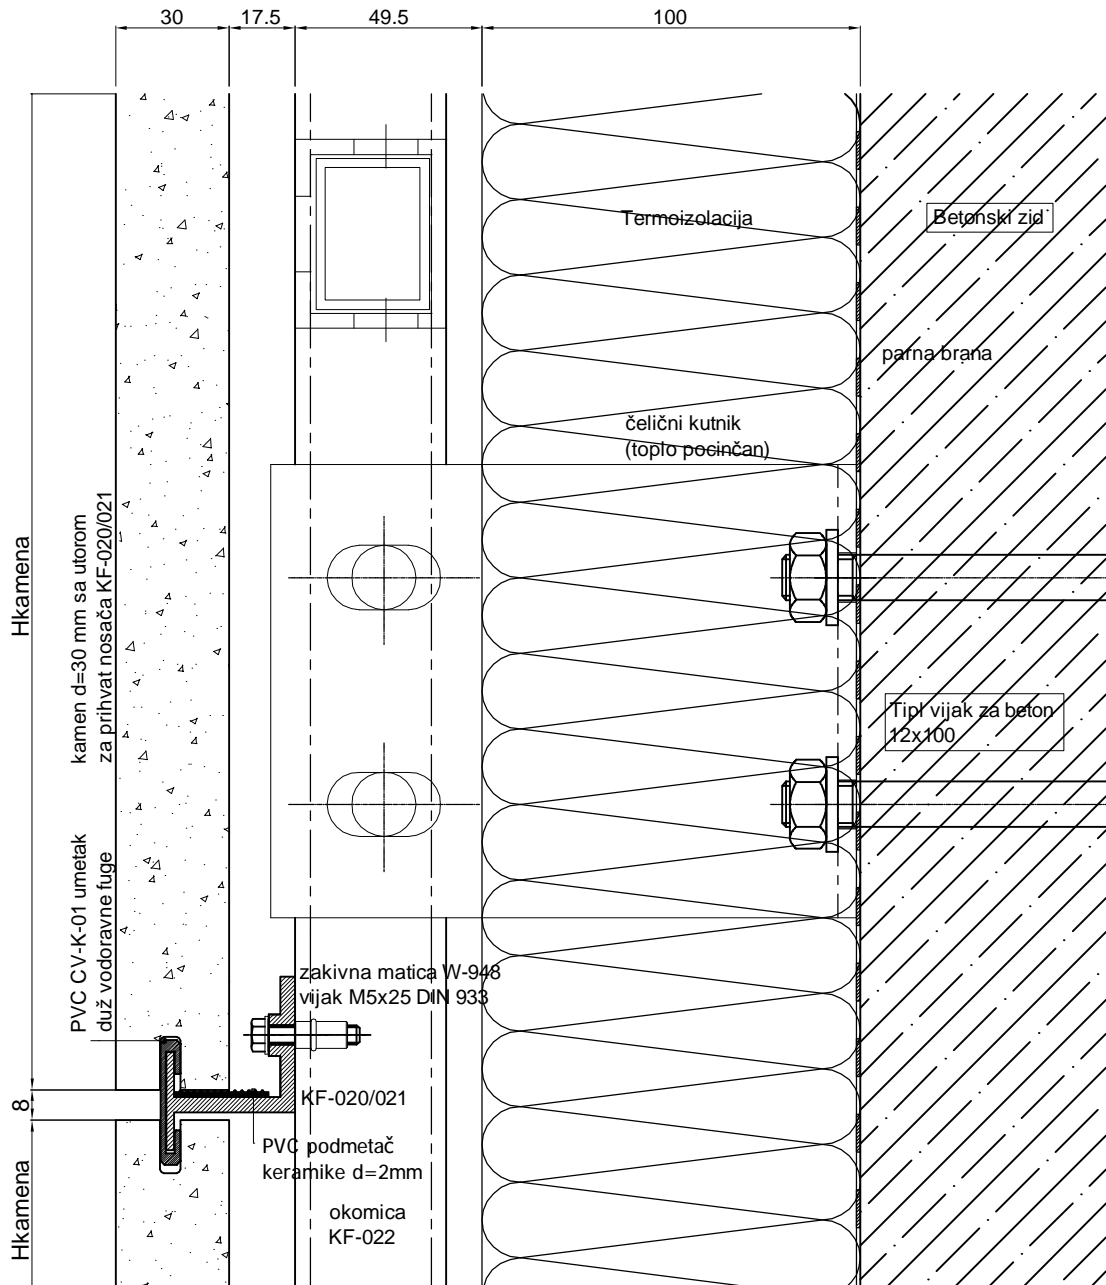 30
17.5
49.5
100
Termoizolacija
Betonski zid
parna brana
čelični kutnik
(toplo pocinčan)
Hkamena
kamen d=30 mm sa utorom
za prihvat nosača KF-020/021
Tipl vijak za beton
12x100
PVC CV-K-01 umetak
duž vodoravne fuge
zakivna matica W-948
vijak M5x25 DIN 933
8
KF-020/021
PVC podmetač
keramike d=2mm
Hkamena
okomica
KF-022